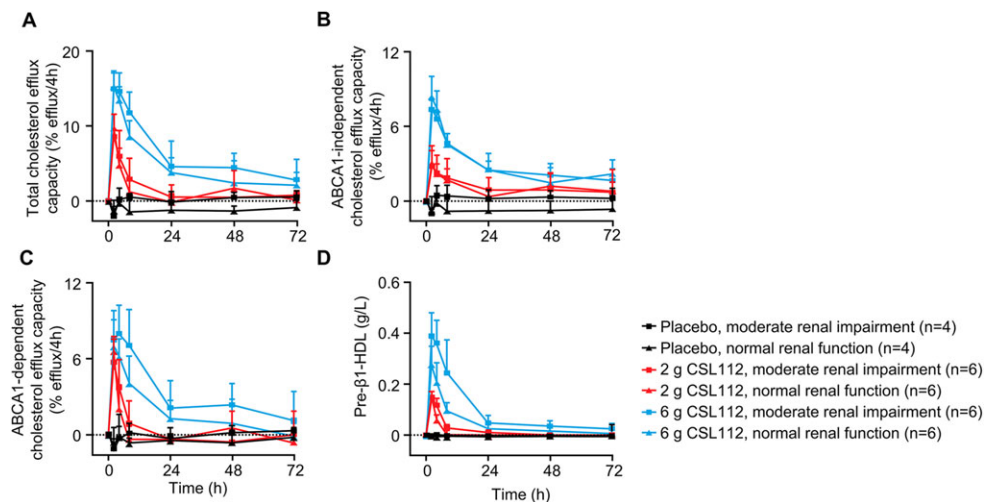 A
Total cholesterol efflux
capacity (% efflux/4h)
20
10
0
0 24 48 72
B
ABCA1-independent
cholesterol efflux capacity
(% efflux/4h)
12
6
0
0 24 48 72
C
ABCA1-dependent
cholesterol efflux capacity
(% efflux/4h)
12
6
0
0 24 48 72
Time (h)
D
Pre-β1-HDL (g/L)
0.6
0.4
0.2
0
0 24 48 72
Time (h)
Placebo, moderate renal impairment (n=4)
Placebo, normal renal function (n=4)
2 g CSL112, moderate renal impairment (n=6)
2 g CSL112, normal renal function (n=6)
6 g CSL112, moderate renal impairment (n=6)
6 g CSL112, normal renal function (n=6)